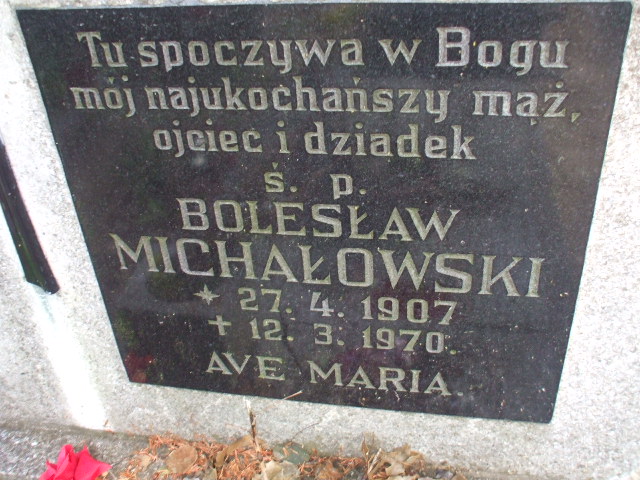 Tu spoczywa w Bogu
mój najukochańszy mąż,
ojciec i dziadek
ś. p.
BOLESŁAW
MICHAŁOWSKI
* 27. 4. 1907
+ 12. 3. 1970.
AVE MARIA.